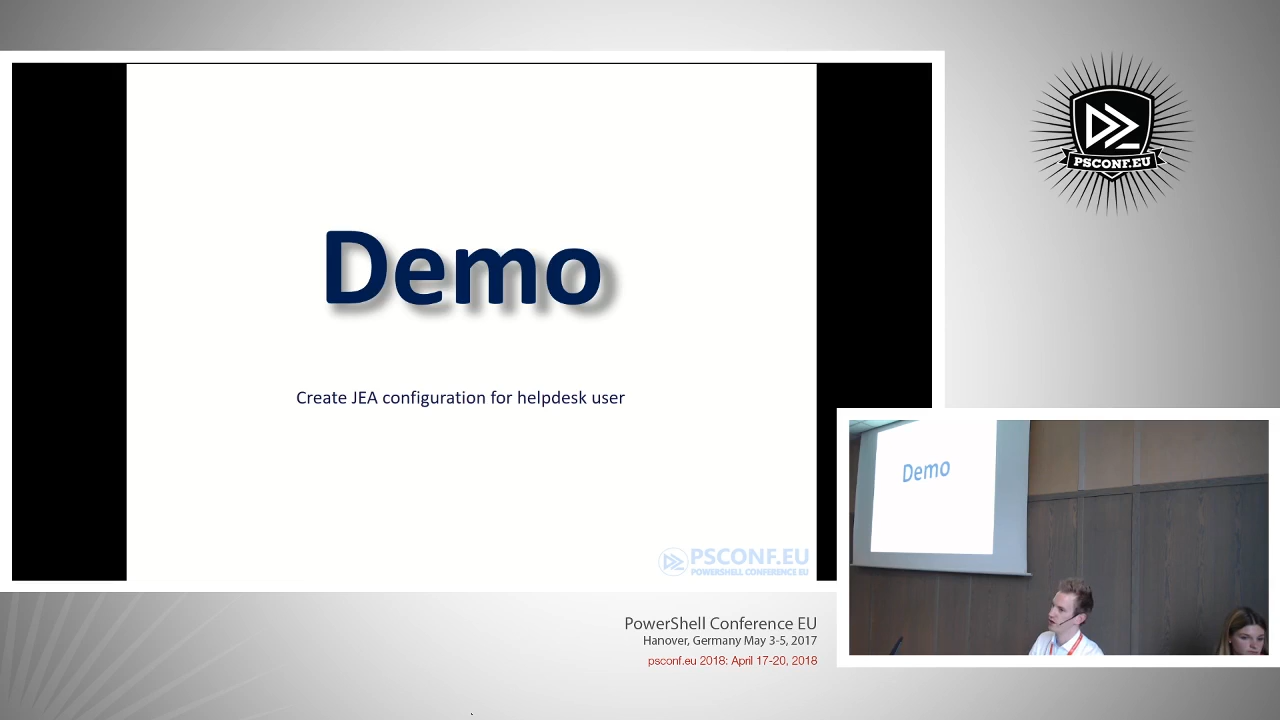 Demo
Create JEA configuration for helpdesk user
PSCONF.EU
POWERSHELL CONFERENCE EU
PSCONF.EU
Demo
PowerShell Conference EU
Hanover, Germany May 3-5, 2017
psconf.eu 2018: April 17-20, 2018